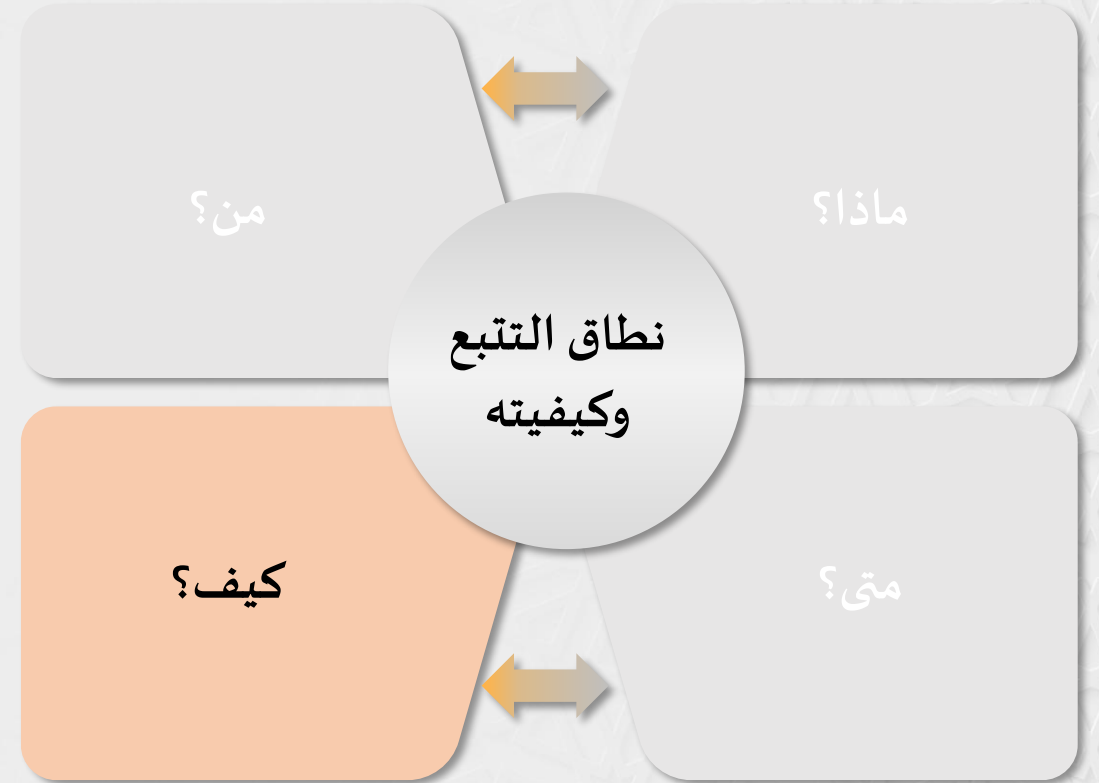 ماذا؟
من؟
نطاق التتبع
وكيفيته
متى؟
كيف؟